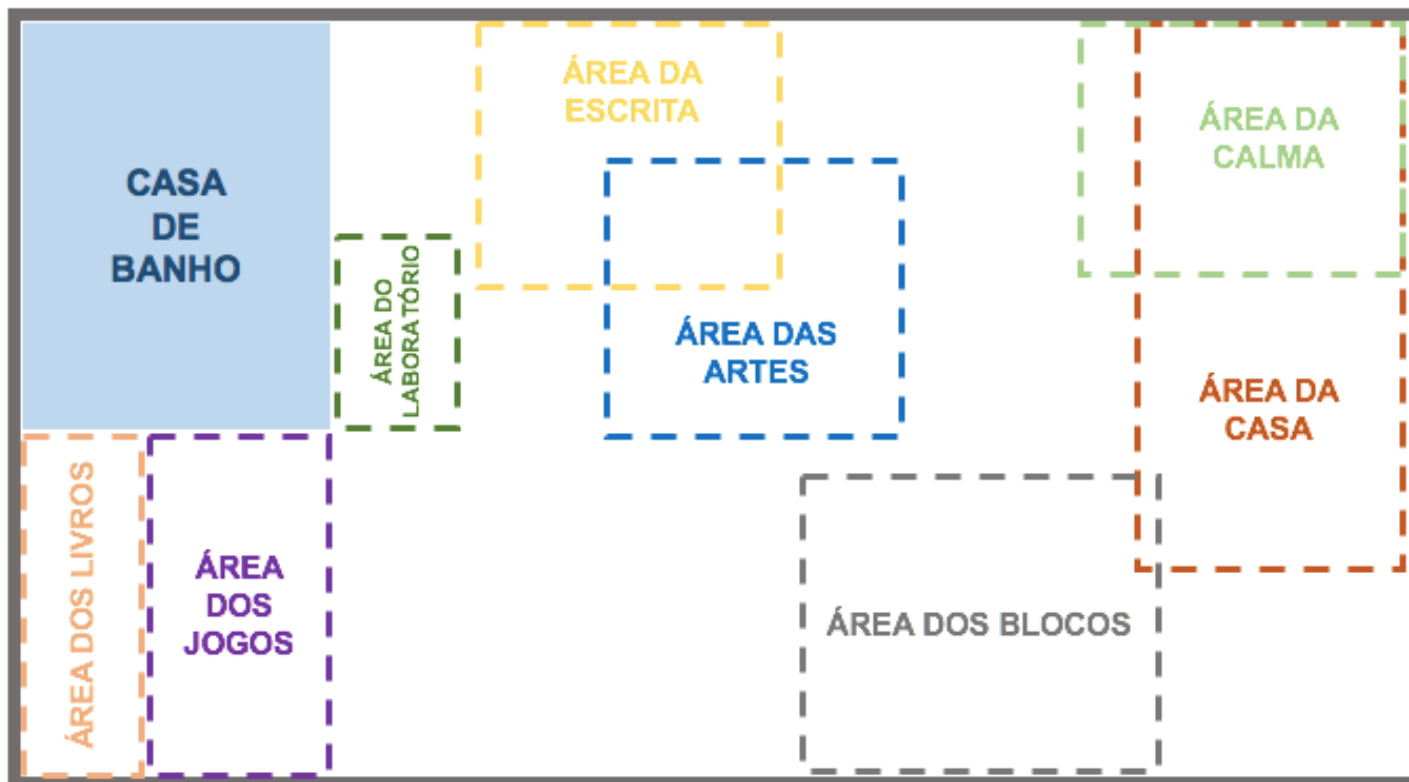 CASA
DE
BANHO
ÁREA DA
ESCRITA
ÁREA DA
CALMA
ÁREA DO
LABORATÓRIO
ÁREA DAS
ARTES
ÁREA DA
CASA
ÁREA DOS LIVROS
ÁREA
DOS
JOGOS
ÁREA DOS BLOCOS